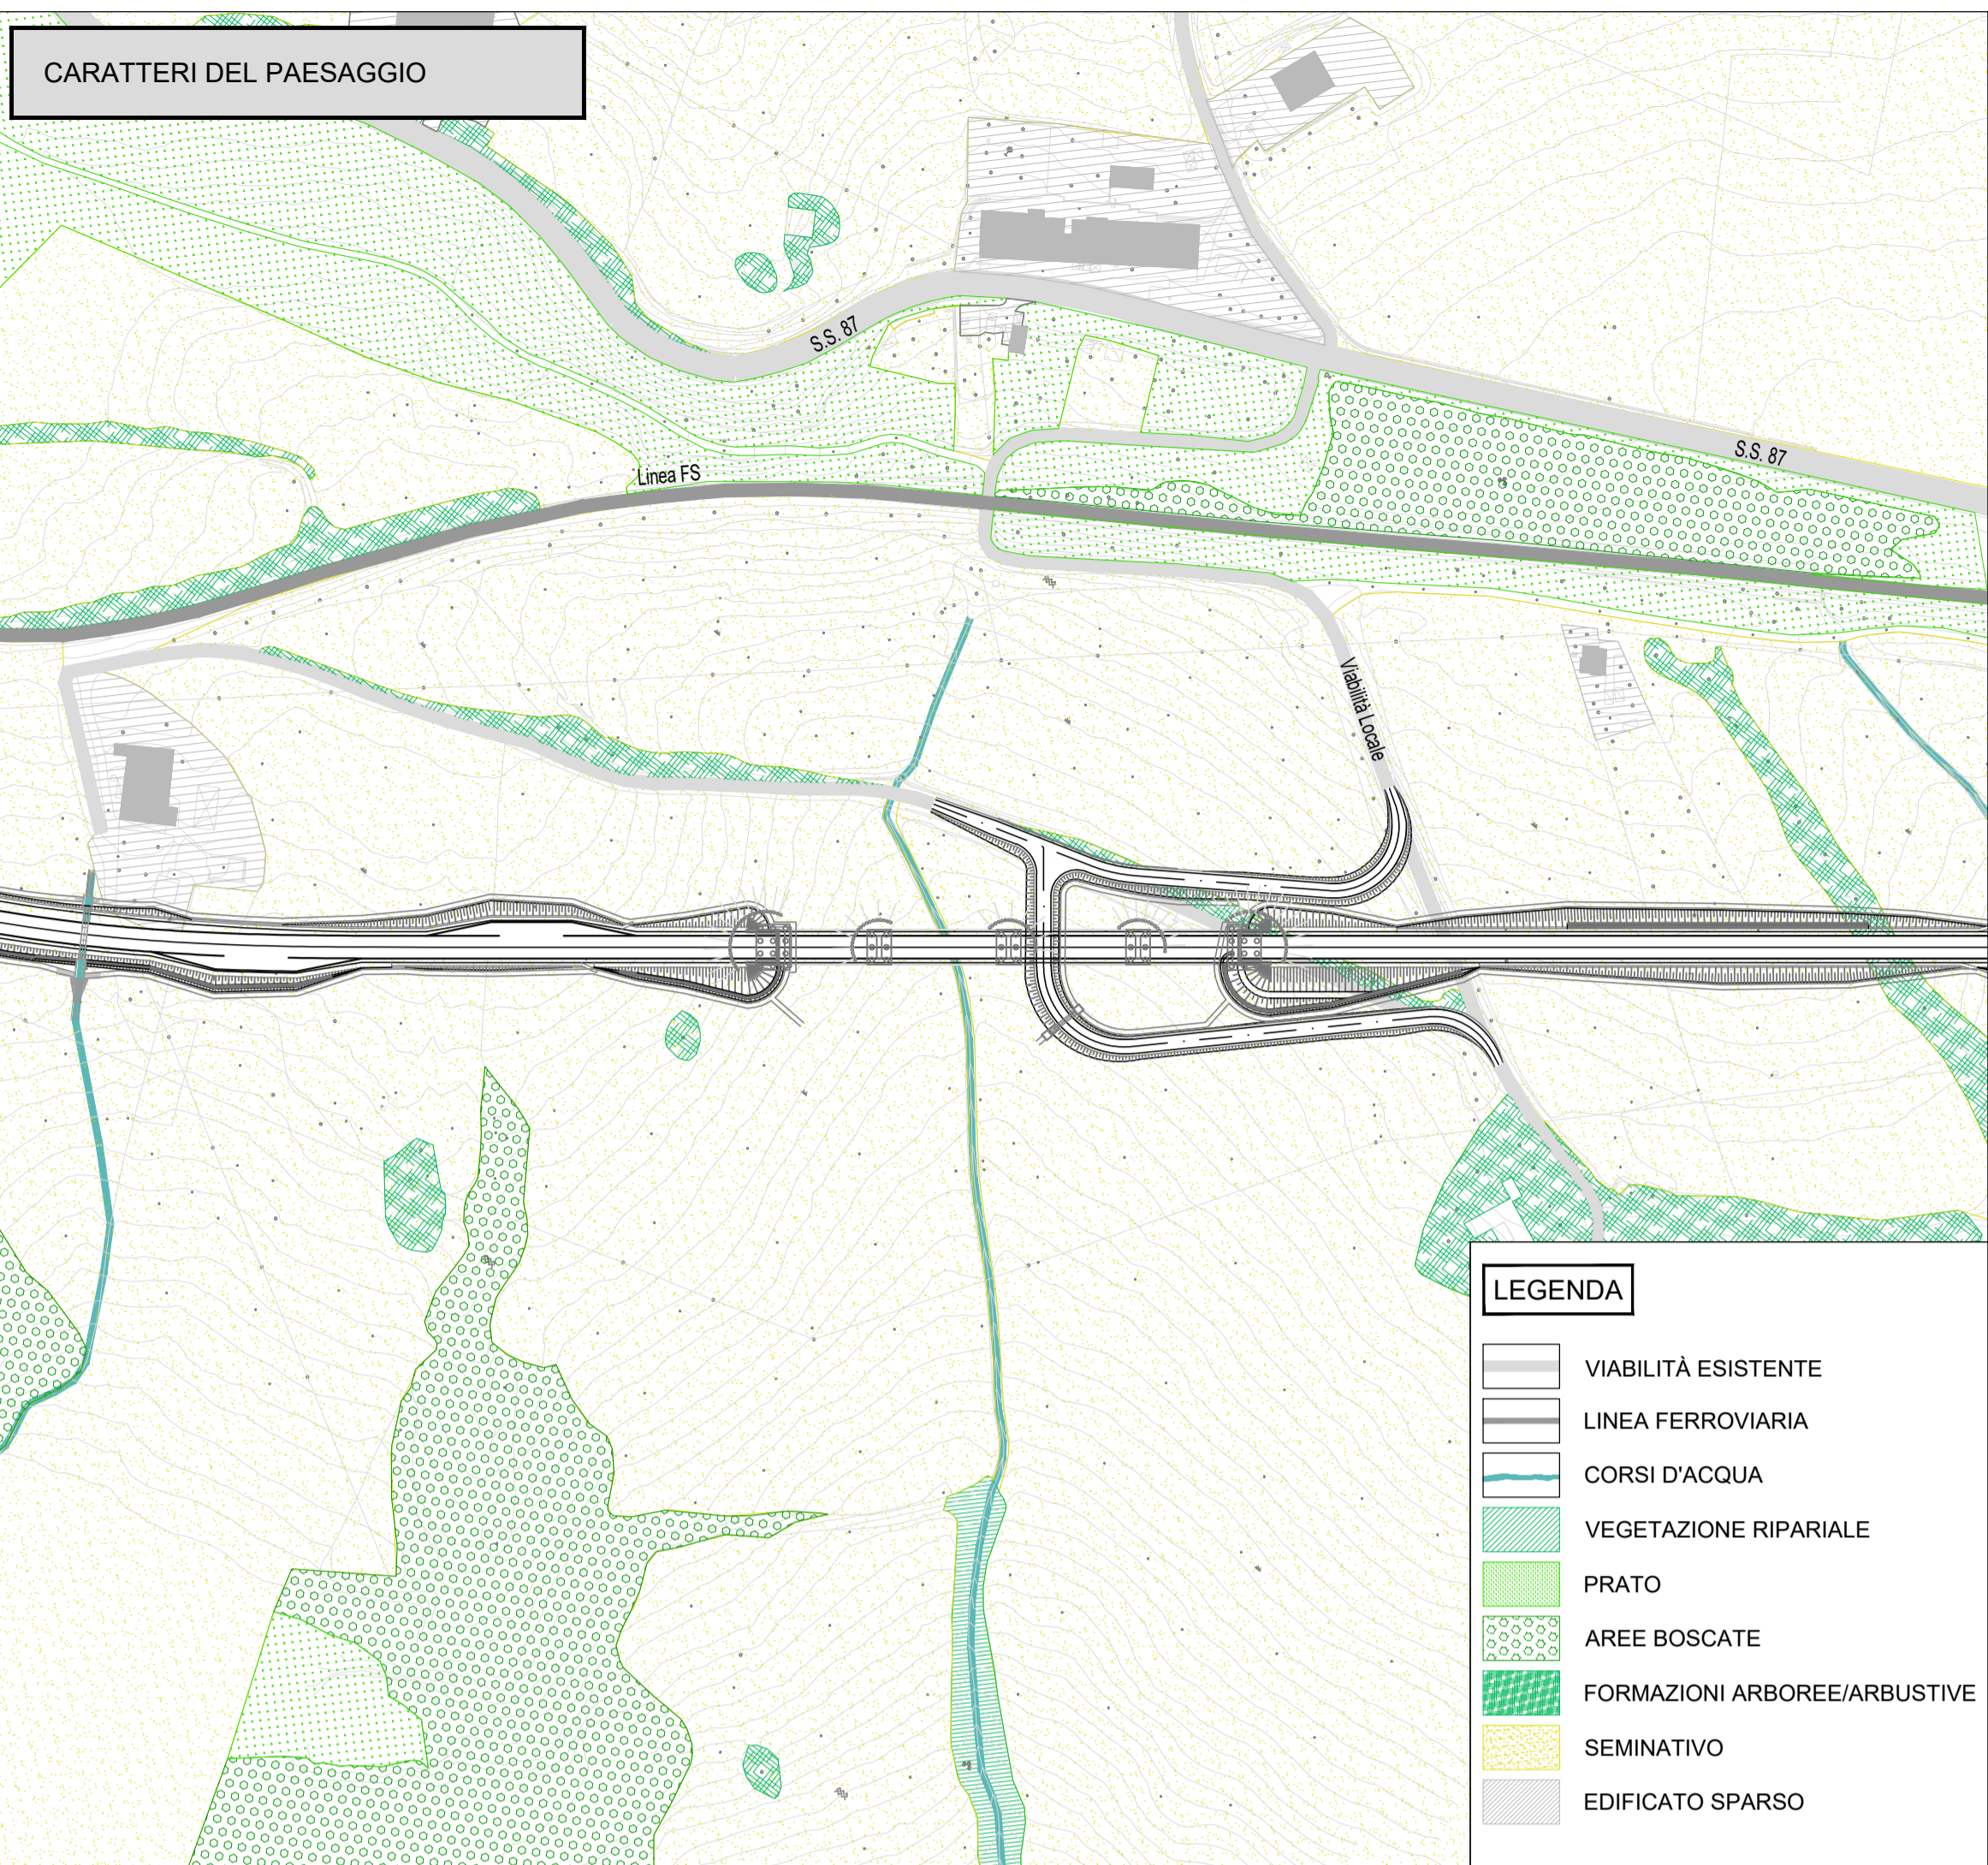 CARATTERI DEL PAESAGGIO
S.S. 87
S.S. 87
Linea FS
Viabilità Locale
LEGENDA
VIABILITÀ ESISTENTE
LINEA FERROVIARIA
CORSI D'ACQUA
VEGETAZIONE RIPARIALE
PRATO
AREE BOSCATE
FORMAZIONI ARBOREE/ARBUSTIVE
SEMINATIVO
EDIFICATO SPARSO